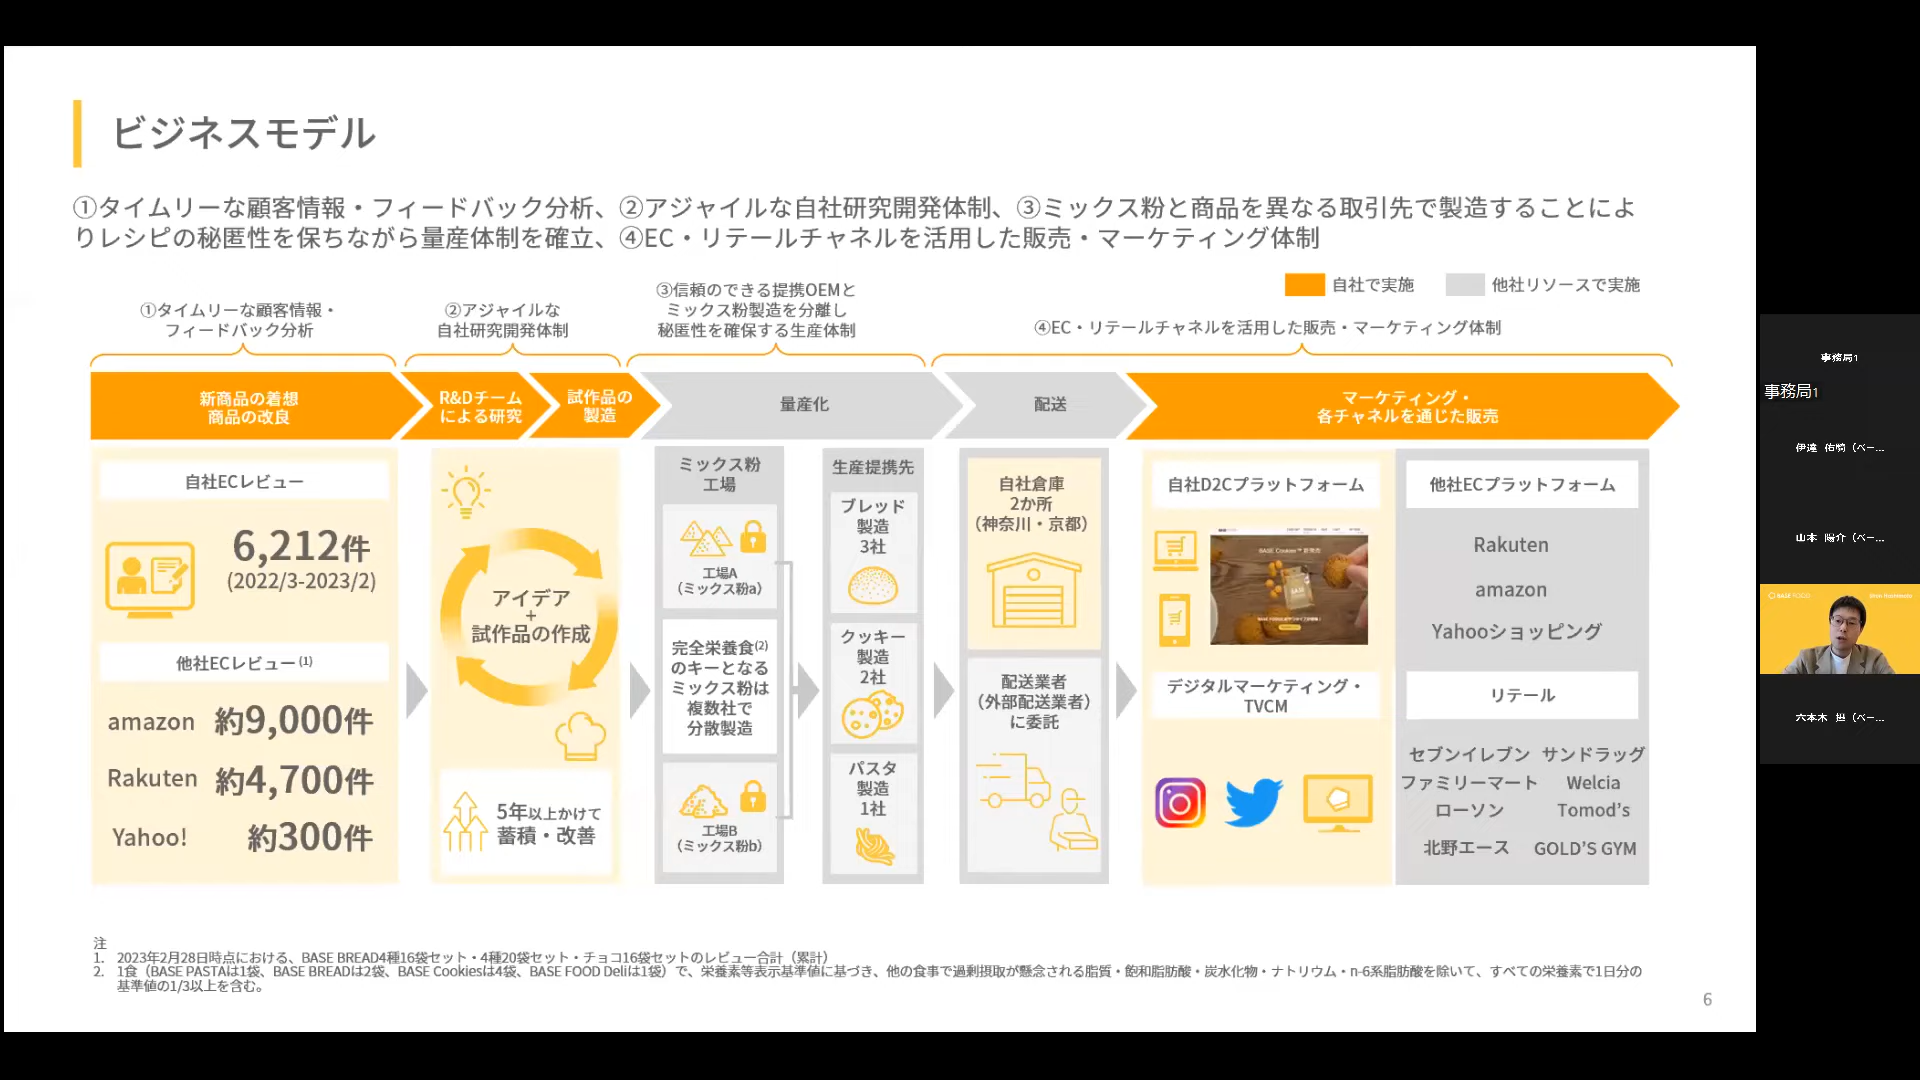 ビジネスモデル
①タイムリーな顧客情報・フィードバック分析、②アジャイルな自社研究開発体制、③ミックス粉と商品を異なる取引先で製造することによ
りレシピの秘匿性を保ちながら量産体制を確立、④EC・リテールチャネルを活用した販売・マーケティング体制
自社で実施
他社リソースで実施
①タイムリーな顧客情報・
フィードバック分析
②アジャイルな
自社研究開発体制
③信頼のできる提携OEMと
ミックス粉製造を分離し
秘匿性を確保する生産体制
④EC・リテールチャネルを活用した販売・マーケティング体制
新商品の着想
商品の改良
R&Dチーム
による研究
試作品の
製造
量産化
配送
マーケティング・
各チャネルを通じた販売
自社ECレビュー
6,212件
(2022/3-2023/2)
他社ECレビュー(1)
amazon 約9,000件
Rakuten 約4,700件
Yahoo! 約300件
アイデア
+
試作品の作成
5年以上かけて
蓄積・改善
ミックス粉
工場
工場A
（ミックス粉a）
完全栄養食(2)
のキーとなる
ミックス粉は
複数社で
分散製造
工場B
（ミックス粉b）
生産提携先
ブレッド
製造
3社
クッキー
製造
2社
パスタ
製造
1社
自社倉庫
2か所
（神奈川・京都）
配送業者
（外部配送業者）
に委託
自社D2Cプラットフォーム
BASE Cookies™ 新発売
デジタルマーケティング・
TVCM
他社ECプラットフォーム
Rakuten
amazon
Yahooショッピング
リテール
セブンイレブン サンドラッグ
ファミリーマート Welcia
ローソン Tomod's
北野エース GOLD'S GYM
注
1. 2023年2月28日時点における、BASE BREAD4種16袋セット・4種20袋セット・チョコ16袋セットのレビュー合計（累計）
2. 1食（BASE PASTAは1袋、BASE BREADは2袋、BASE Cookiesは4袋、BASE FOOD Deliは1袋）で、栄養素等表示基準値に基づき、他の食事で過剰摂取が懸念される脂質・飽和脂肪酸・炭水化物・ナトリウム・n-6系脂肪酸を除いて、すべての栄養素で1日分の
基準値の1/3以上を含む。
6
事務局1
事務局1
伊達 佑騎（ベー...
山本 陽介（ベー...
BASE FOOD
六本木 担（ベー...